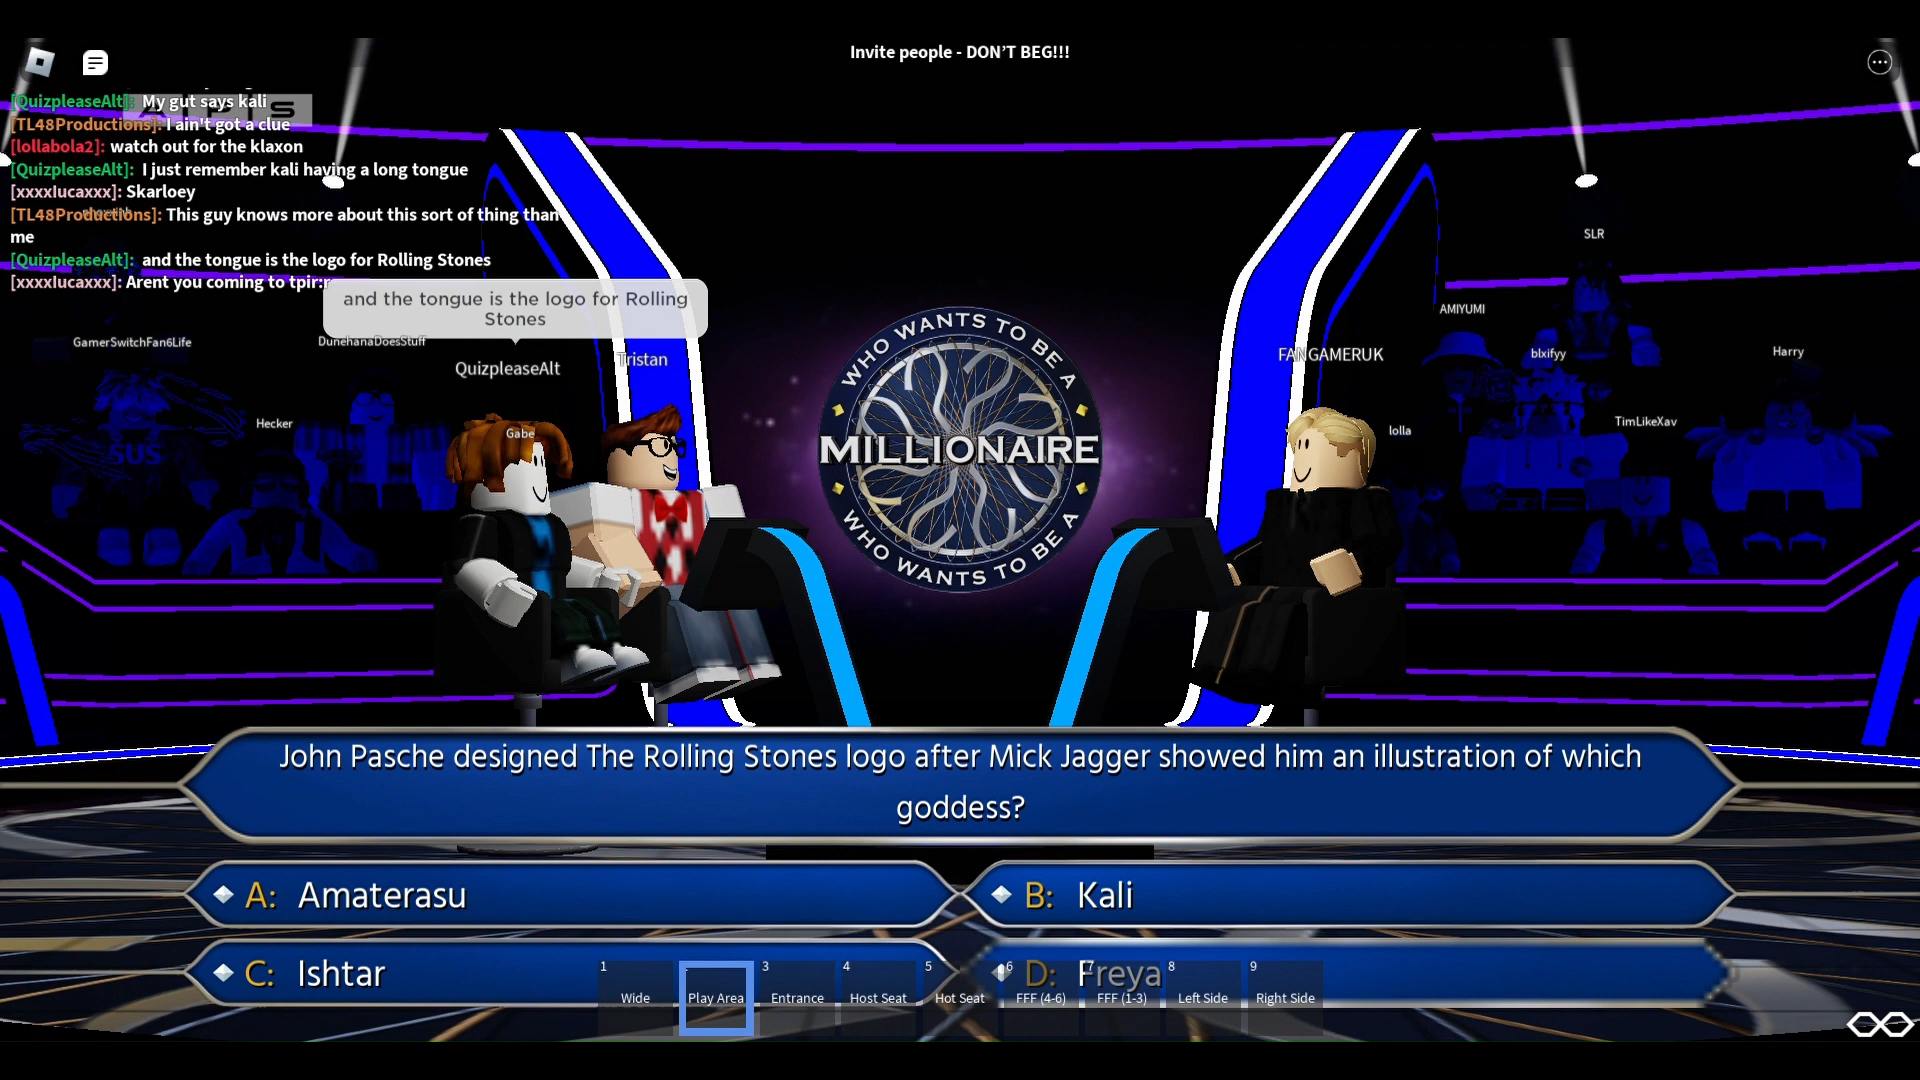 Invite people - DON'T BEG!!!
[QuizpleaseAlt]: My gut says kali
[TL48Productions]: I ain't got a clue
[lollabola2]: watch out for the klaxon
[QuizpleaseAlt]: I just remember kali having a long tongue
[xxxxlucaxxx]: Skarloey
[TL48Productions]: This guy knows more about this sort of thing than
me
[QuizpleaseAlt]: and the tongue is the logo for Rolling Stones
[xxxxlucaxxx]: Arent you coming to tpir:r
and the tongue is the logo for Rolling
Stones
GamerSwitchFan6Life
DunehanaDoesStuff
QuizpleaseAlt
Tristan
Hecker
Gabe
SUS
SLR
AMIYUMI
FANGAMERUK
blxifyy
Harry
lolla
TimLikeXav
WHO WANTS TO BE A
MILLIONAIRE
WHO WANTS TO BE A
John Pasche designed The Rolling Stones logo after Mick Jagger showed him an illustration of which
goddess?
A: Amaterasu
B: Kali
C: Ishtar
D: Freya
1 Wide
Play Area
3 Entrance
4 Host Seat
5 Hot Seat
6 FFF (4-6)
7 FFF (1-3)
8 Left Side
9 Right Side